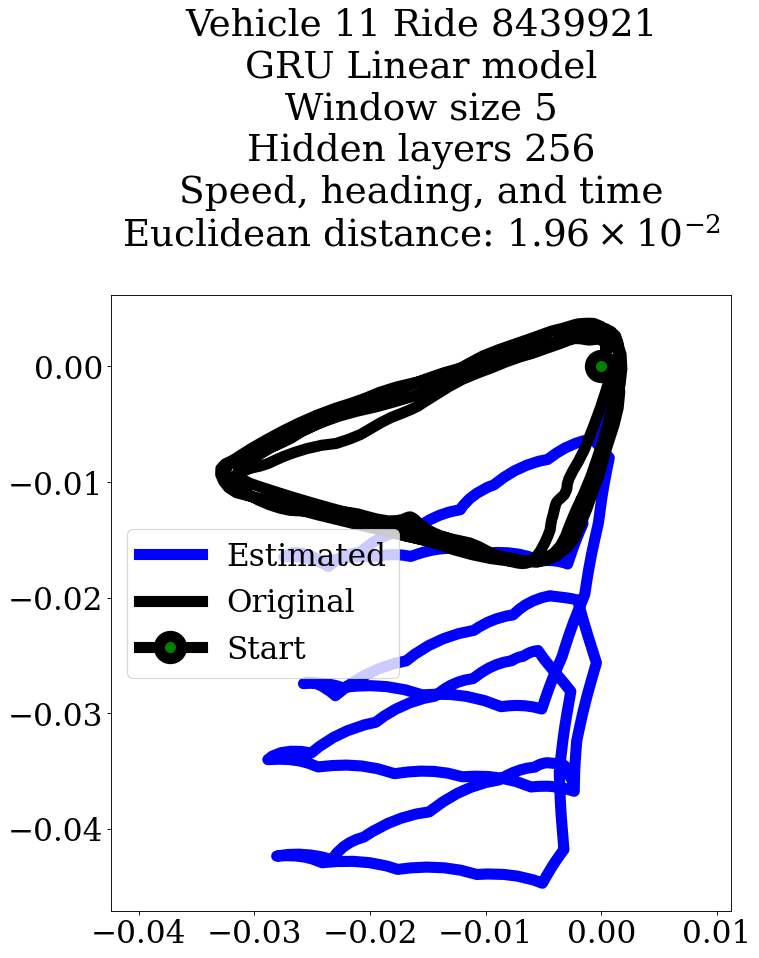 Vehicle 11 Ride 8439921
GRU Linear model
Window size 5
Hidden layers 256
Speed, heading, and time
Euclidean distance: 1.96 × 10⁻²
0.00
−0.01
−0.02
−0.03
−0.04
Estimated
Original
Start
−0.04 −0.03 −0.02 −0.01 0.00 0.01